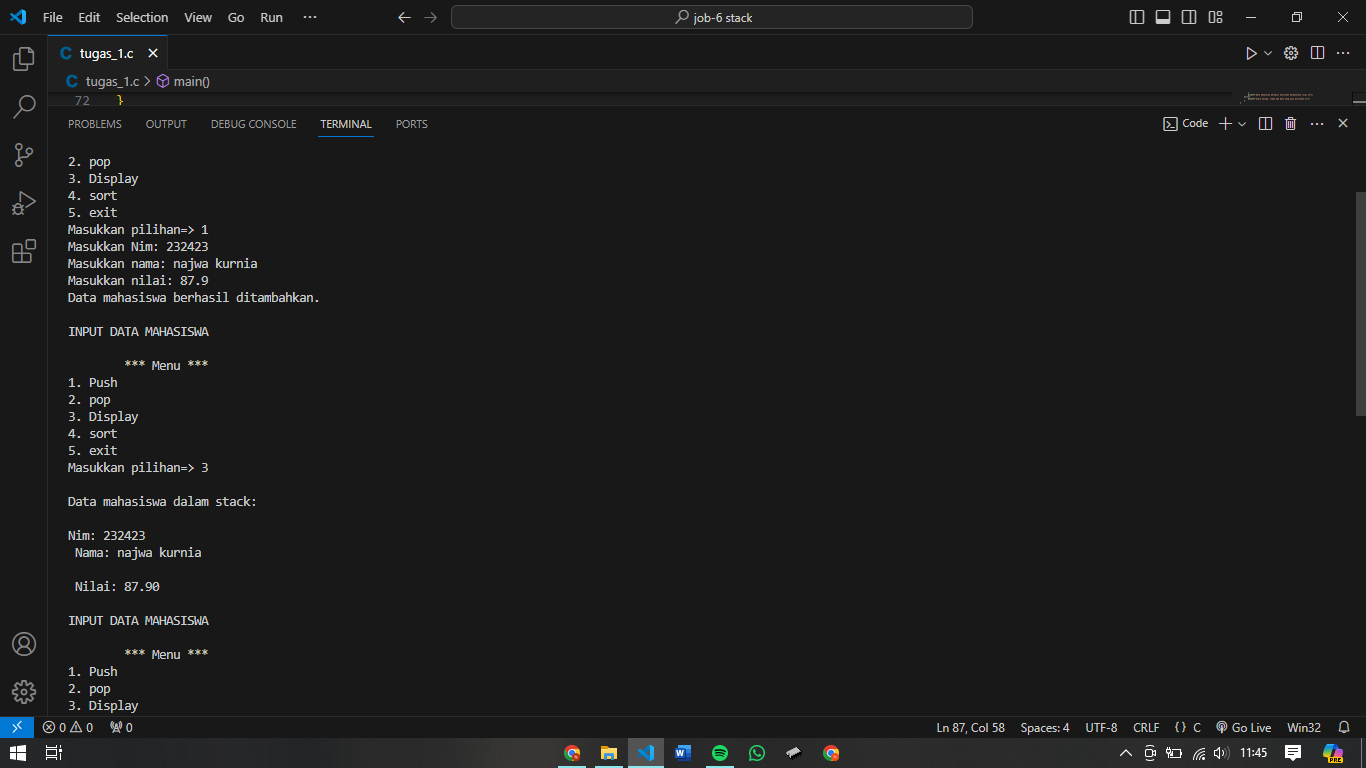 File Edit Selection View Go Run ··· job-6 stack
tugas_1.c
tugas_1.c > main()
72 }
PROBLEMS OUTPUT DEBUG CONSOLE TERMINAL PORTS Code
2. pop
3. Display
4. sort
5. exit
Masukkan pilihan=> 1
Masukkan Nim: 232423
Masukkan nama: najwa kurnia
Masukkan nilai: 87.9
Data mahasiswa berhasil ditambahkan.
INPUT DATA MAHASISWA
*** Menu ***
1. Push
2. pop
3. Display
4. sort
5. exit
Masukkan pilihan=> 3
Data mahasiswa dalam stack:
Nim: 232423
Nama: najwa kurnia
Nilai: 87.90
INPUT DATA MAHASISWA
*** Menu ***
1. Push
2. pop
3. Display
0 0 0 Ln 87, Col 58 Spaces: 4 UTF-8 CRLF {} C Go Live Win32
11:45
PRE